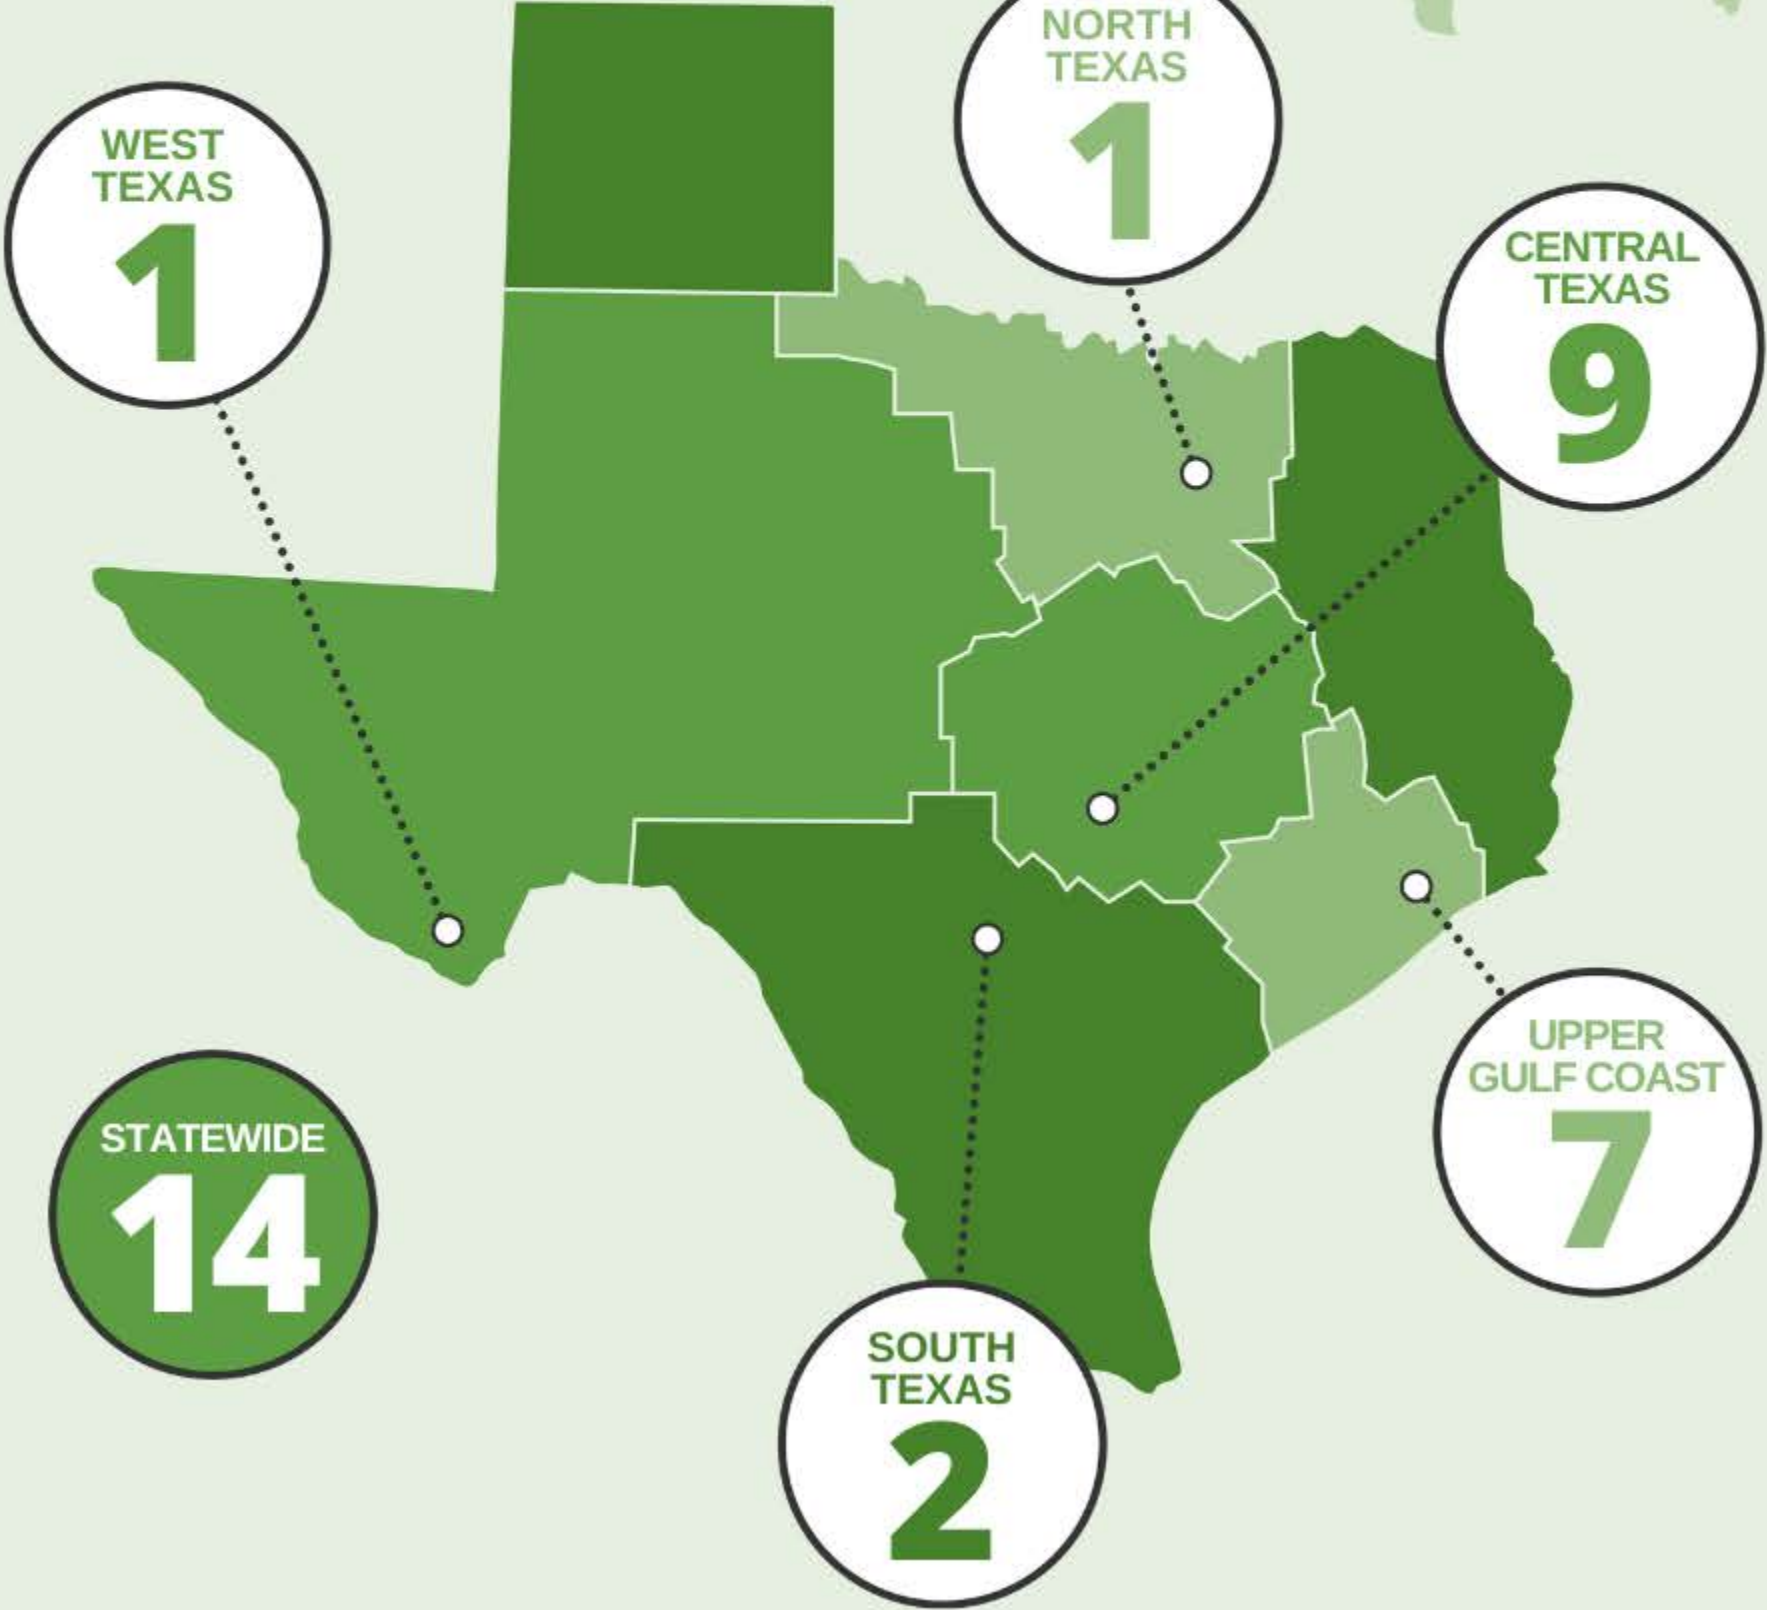 NORTH
TEXAS
1
WEST
TEXAS
1
CENTRAL
TEXAS
9
UPPER
GULF COAST
7
STATEWIDE
14
SOUTH
TEXAS
2